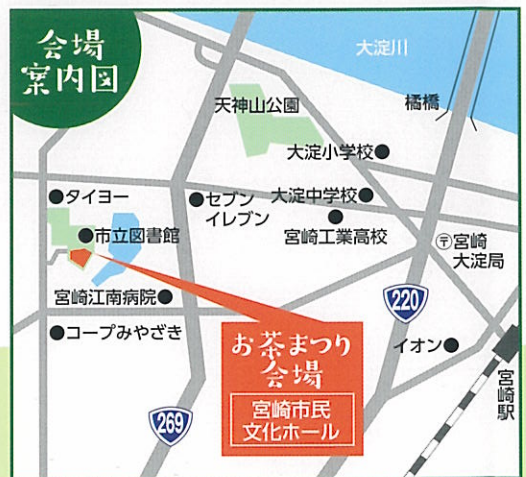 会場
案内図
大淀川
天神山公園
橘橋
大淀小学校
タイヨー
セブン
イレブン
大淀中学校
市立図書館
宮崎工業高校
〒宮崎
大淀局
宮崎江南病院
220
コープみやざき
お茶まつり
会場
宮崎市民
文化ホール
イオン
宮崎駅
269